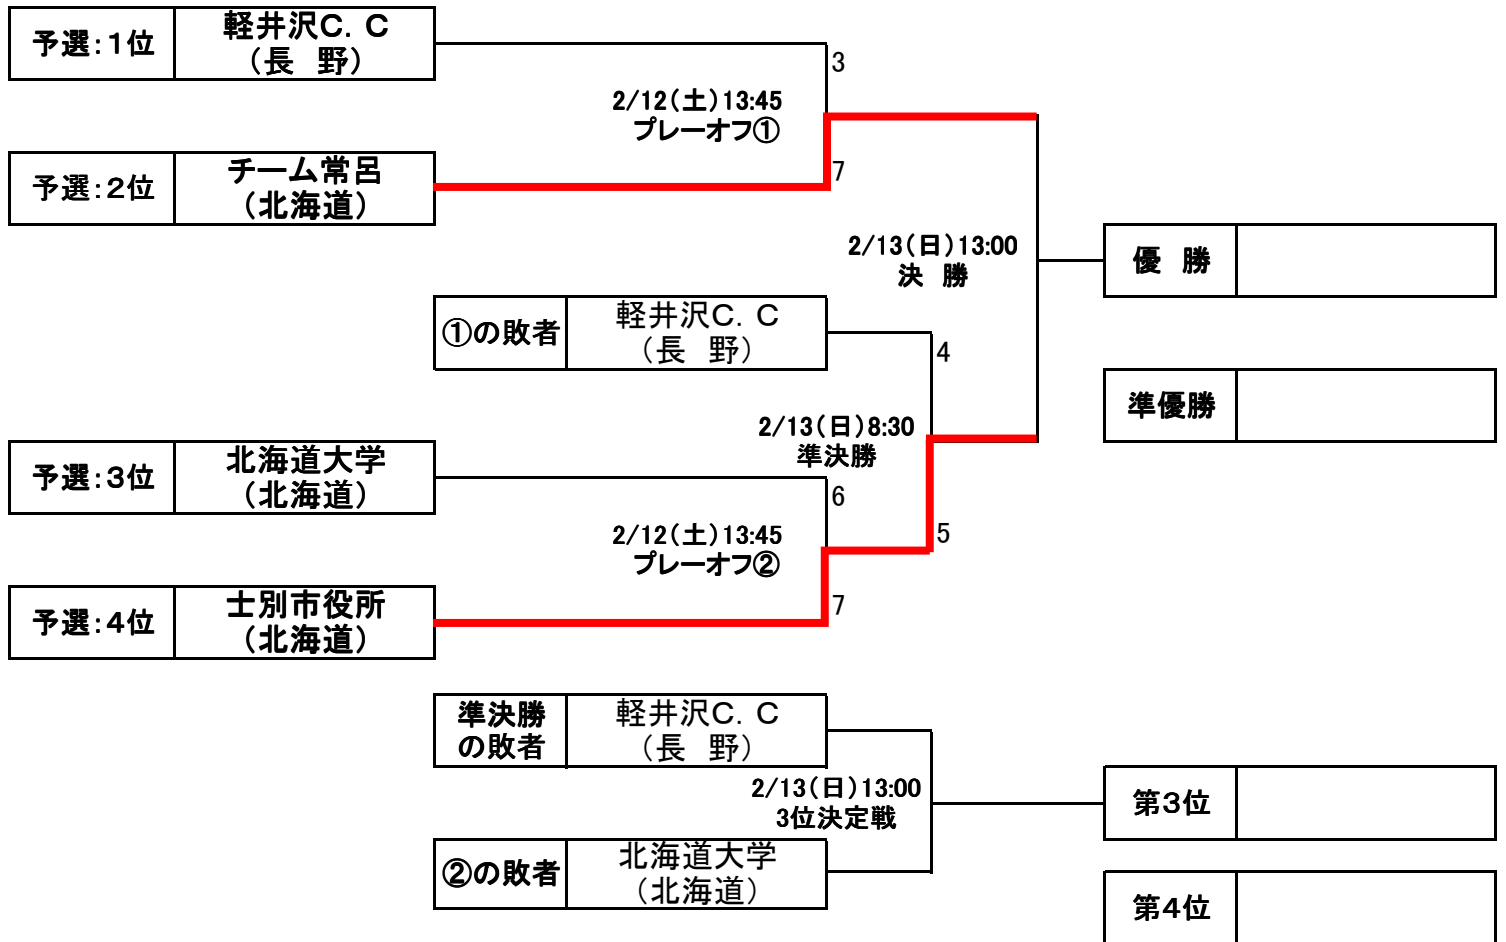 予選：１位
軽井沢Ｃ．Ｃ
（長　野）
3
2/12（土）13:45
プレーオフ①
予選：２位
チーム常呂
（北海道）
7
2/13（日）13:00
決　勝
優　勝
①の敗者
軽井沢Ｃ．Ｃ
（長　野）
4
準優勝
2/13（日）8:30
準決勝
予選：３位
北海道大学
（北海道）
6
2/12（土）13:45
プレーオフ②
5
予選：４位
士別市役所
（北海道）
7
準決勝
の敗者
軽井沢Ｃ．Ｃ
（長　野）
2/13（日）13:00
3位決定戦
第３位
②の敗者
北海道大学
（北海道）
第４位